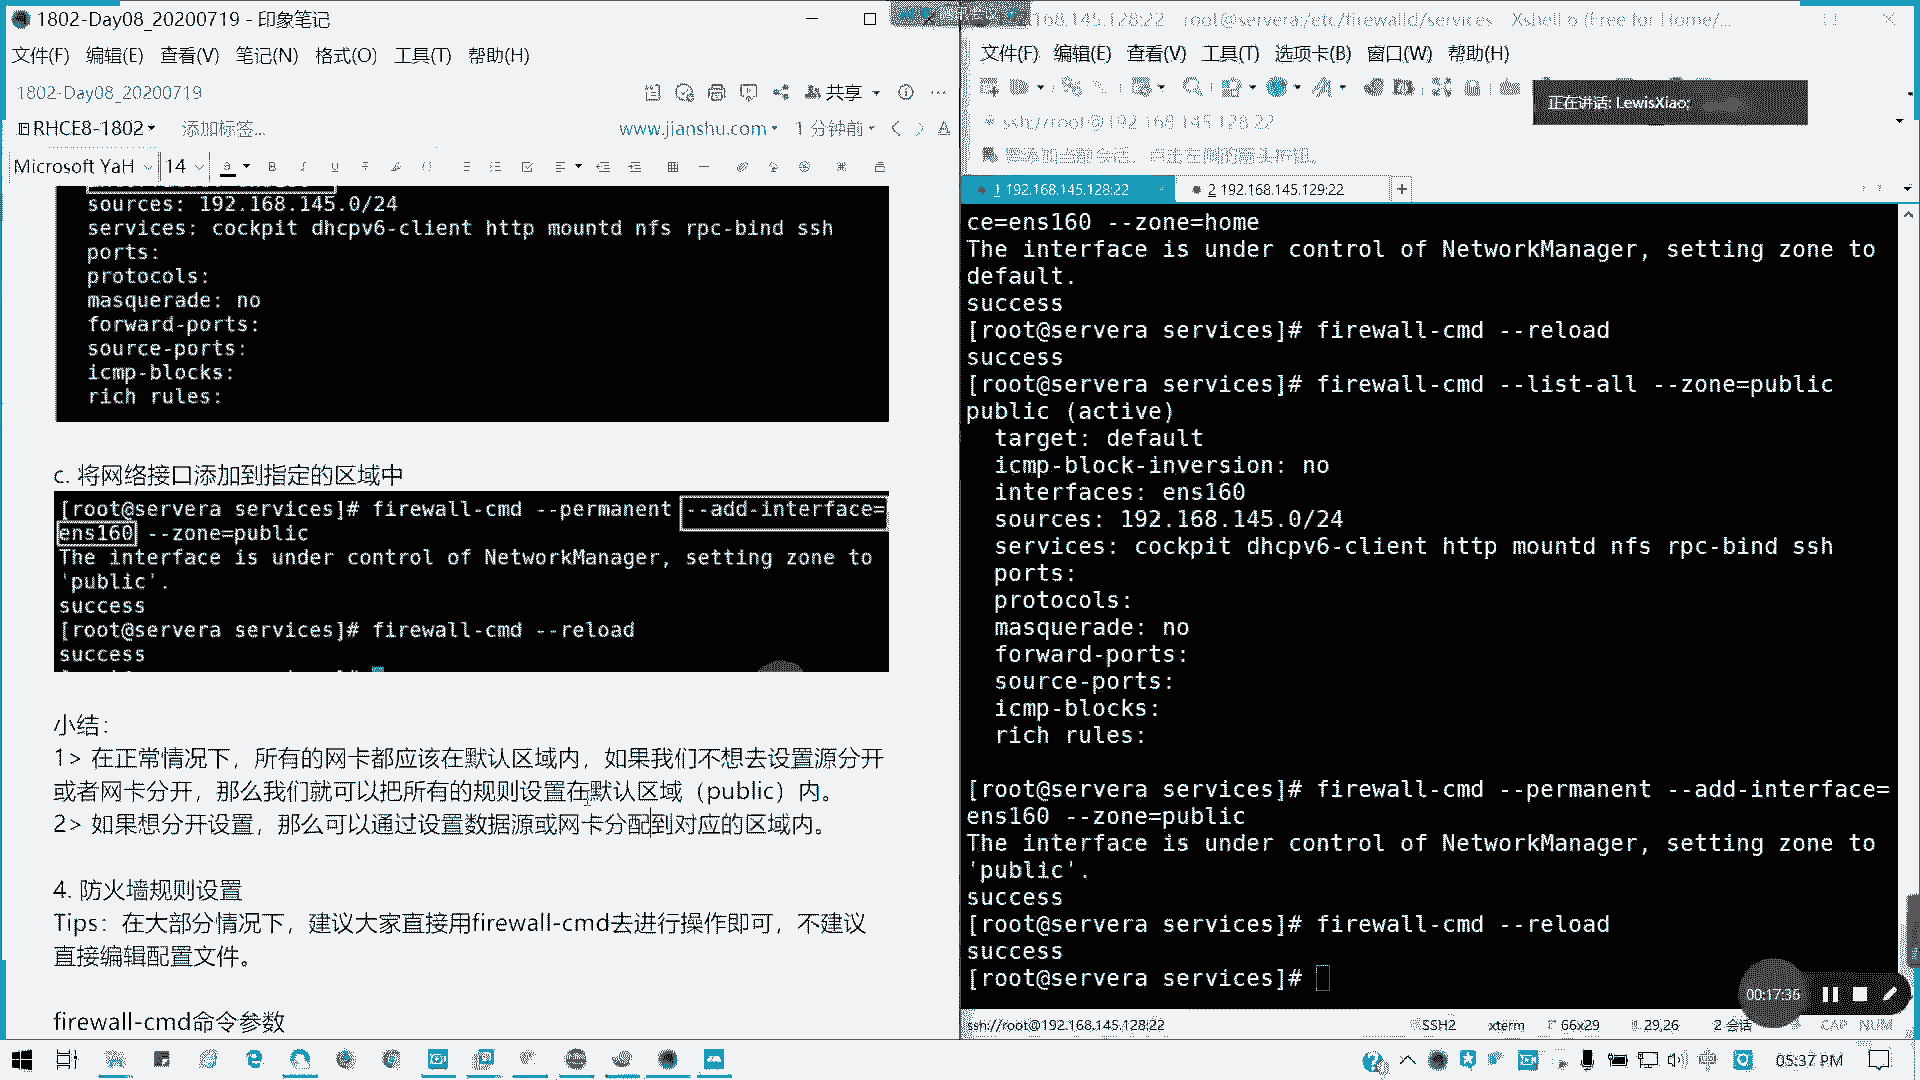 1802-Day08_20200719 - 印象笔记
文件(F) 编辑(E) 查看(V) 笔记(N) 格式(O) 工具(T) 帮助(H)
1802-Day08_20200719
共享
RHCE8-1802
添加标签...
www.jianshu.com
1 分钟前
Microsoft YaH
14
sources: 192.168.145.0/24
services: cockpit dhcpv6-client http mountd nfs rpc-bind ssh
ports:
protocols:
masquerade: no
forward-ports:
source-ports:
icmp-blocks:
rich rules:
c. 将网络接口添加到指定的区域中
[root@servera services]# firewall-cmd --permanent --add-interface=
ens160 --zone=public
The interface is under control of NetworkManager, setting zone to
'public'.
success
[root@servera services]# firewall-cmd --reload
success
小结：
1> 在正常情况下，所有的网卡都应该在默认区域内，如果我们不想去设置源分开
或者网卡分开，那么我们就可以把所有的规则设置在默认区域（public）内。
2> 如果想分开设置，那么可以通过设置数据源或网卡分配到对应的区域内。
4. 防火墙规则设置
Tips：在大部分情况下，建议大家直接用firewall-cmd去进行操作即可，不建议
直接编辑配置文件。
firewall-cmd命令参数
168.145.128:22 root@servera:/etc/firewalld/services - Xshell 6 (Free for Home/...
文件(F) 编辑(E) 查看(V) 工具(T) 选项卡(B) 窗口(W) 帮助(H)
正在讲话: LewisXiao;
ssh://root@192.168.145.128:22
要添加当前会话，点击左侧的箭头按钮。
1 192.168.145.128:22
2 192.168.145.129:22
ce=ens160 --zone=home
The interface is under control of NetworkManager, setting zone to
default.
success
[root@servera services]# firewall-cmd --reload
success
[root@servera services]# firewall-cmd --list-all --zone=public
public (active)
target: default
icmp-block-inversion: no
interfaces: ens160
sources: 192.168.145.0/24
services: cockpit dhcpv6-client http mountd nfs rpc-bind ssh
ports:
protocols:
masquerade: no
forward-ports:
source-ports:
icmp-blocks:
rich rules:
[root@servera services]# firewall-cmd --permanent --add-interface=
ens160 --zone=public
The interface is under control of NetworkManager, setting zone to
'public'.
success
[root@servera services]# firewall-cmd --reload
success
[root@servera services]#
00:17:36
ssh://root@192.168.145.128:22
SSH2
xterm
66x29
29,26
2 会话
CAP NUM
05:37 PM